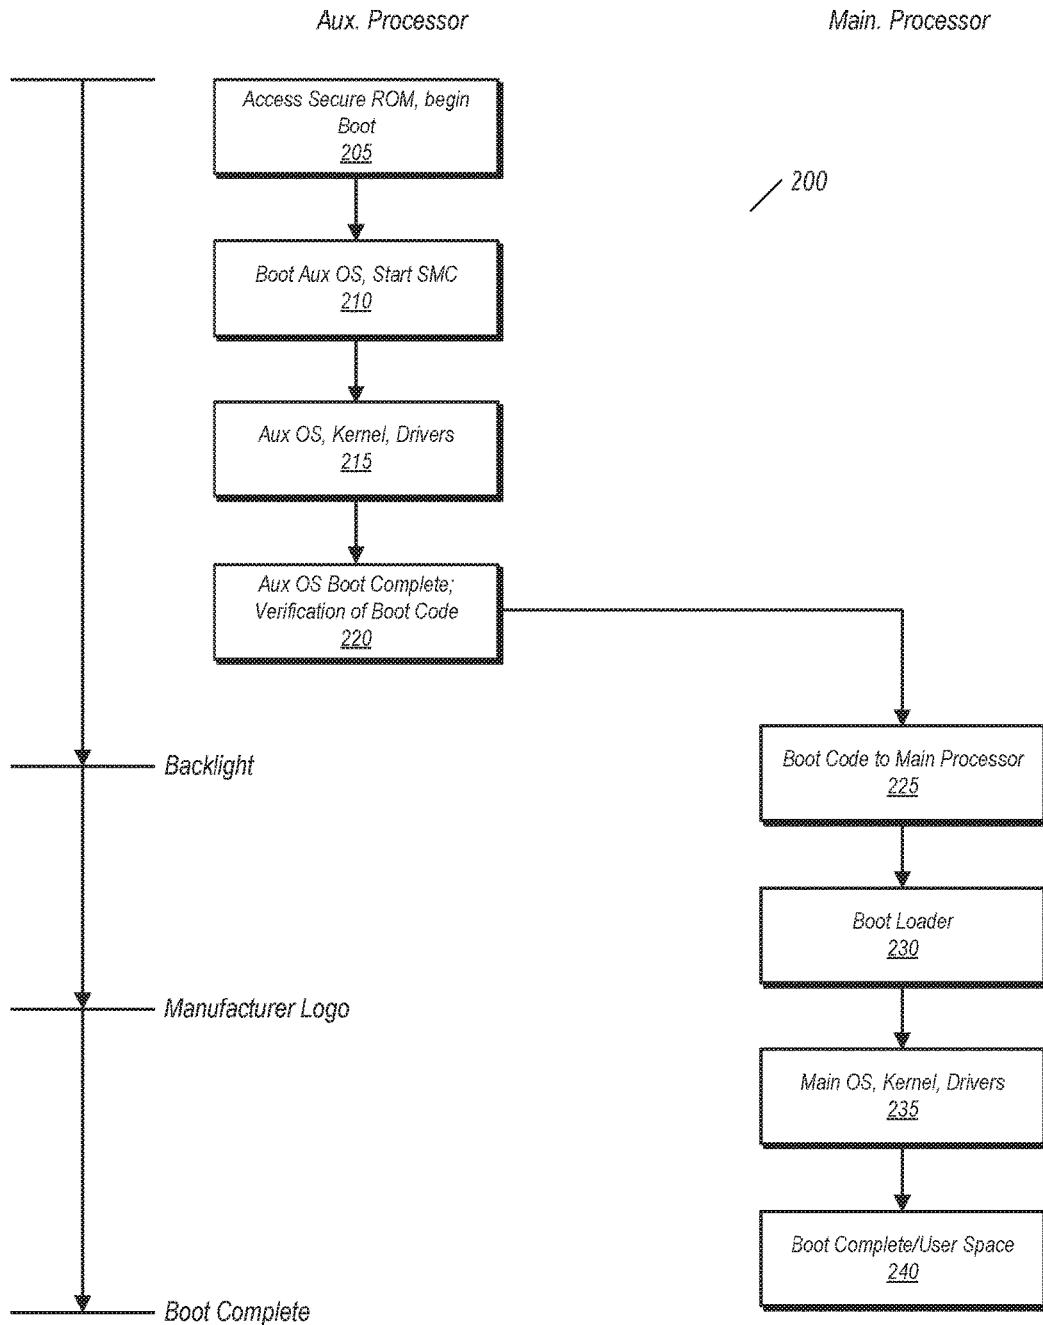 Aux. Processor
Main. Processor
Access Secure ROM, begin
Boot
205
200
Boot Aux OS, Start SMC
210
Aux OS, Kernel, Drivers
215
Aux OS Boot Complete;
Verification of Boot Code
220
Backlight
Boot Code to Main Processor
225
Boot Loader
230
Manufacturer Logo
Main OS, Kernel, Drivers
235
Boot Complete/User Space
240
Boot Complete